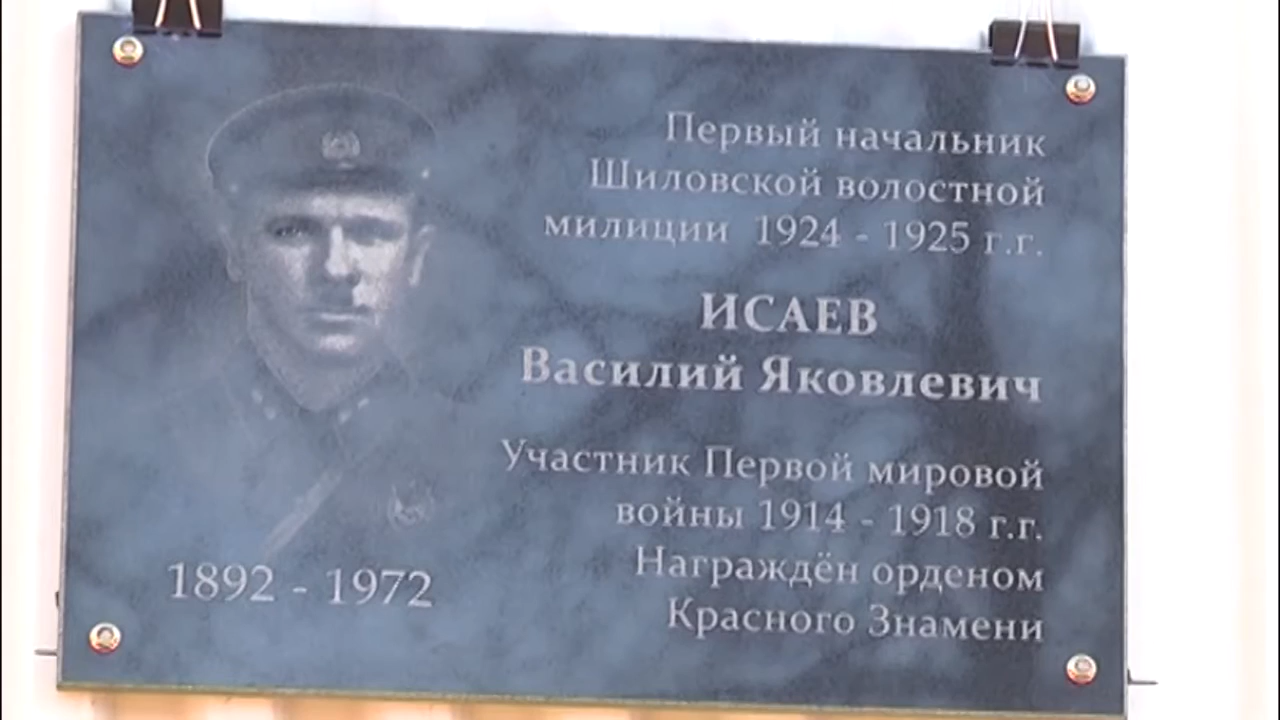 Первый начальник
Шиловской волостной
милиции 1924 - 1925 г.г.
ИСАЕВ
Василий Яковлевич
Участник Первой мировой
войны 1914 - 1918 г.г.
Награждён орденом
Красного Знамени
1892 - 1972